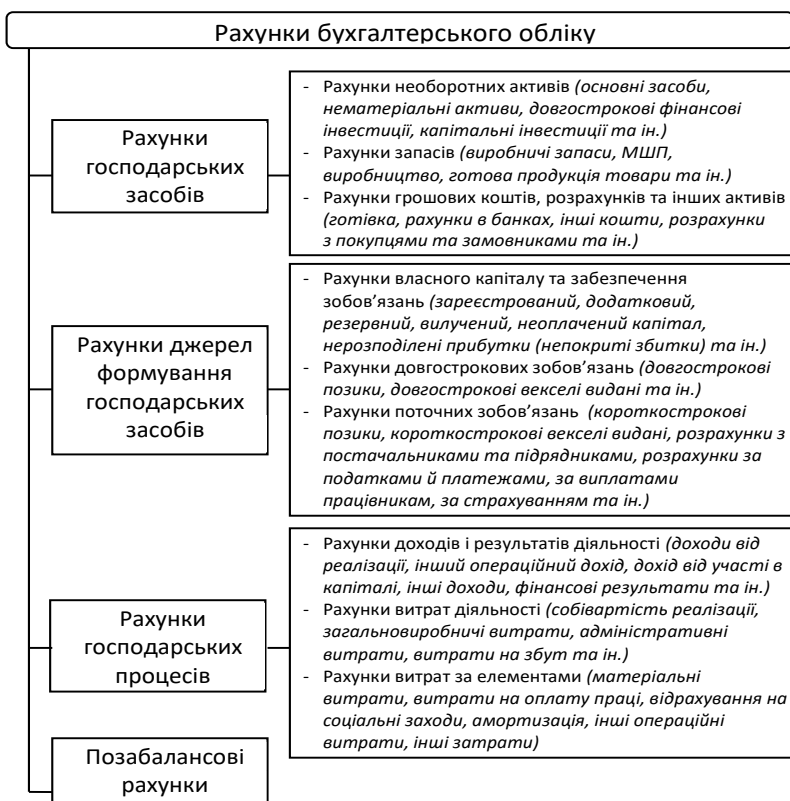 Рахунки бухгалтерського обліку
Рахунки
господарських
засобів
- Рахунки необоротних активів (основні засоби,
нематеріальні активи, довгострокові фінансові
інвестиції, капітальні інвестиції та ін.)
- Рахунки запасів (виробничі запаси, МШП,
виробництво, готова продукція товари та ін.)
- Рахунки грошових коштів, розрахунків та інших активів
(готівка, рахунки в банках, інші кошти, розрахунки
з покупцями та замовниками та ін.)
Рахунки джерел
формування
господарських
засобів
- Рахунки власного капіталу та забезпечення
зобов’язань (зареєстрований, додатковий,
резервний, вилучений, неоплачений капітал,
нерозподілені прибутки (непокриті збитки) та ін.)
- Рахунки довгострокових зобов’язань (довгострокові
позики, довгострокові векселі видані та ін.)
- Рахунки поточних зобов’язань (короткострокові
позики, короткострокові векселі видані, розрахунки з
постачальниками та підрядниками, розрахунки за
податками й платежами, за виплатами
працівникам, за страхуванням та ін.)
Рахунки
господарських
процесів
- Рахунки доходів і результатів діяльності (доходи від
реалізації, інший операційний дохід, дохід від участі в
капіталі, інші доходи, фінансові результати та ін.)
- Рахунки витрат діяльності (собівартість реалізації,
загальновиробничі витрати, адміністративні
витрати, витрати на збут та ін.)
- Рахунки витрат за елементами (матеріальні
витрати, витрати на оплату праці, відрахування на
соціальні заходи, амортизація, інші операційні
витрати, інші затрати)
Позабалансові
рахунки